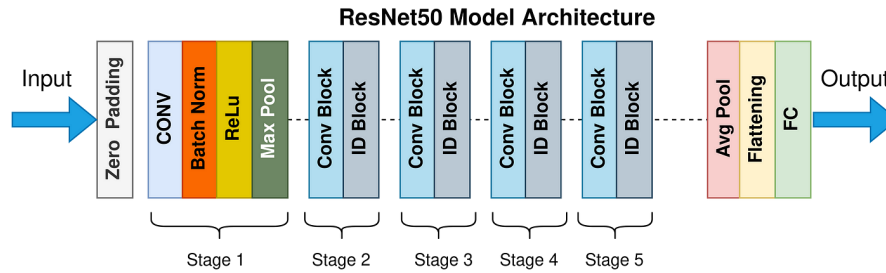 ResNet50 Model Architecture
Input
Zero Padding
CONV
Batch Norm
ReLu
Max Pool
Conv Block
ID Block
Conv Block
ID Block
Conv Block
ID Block
Conv Block
ID Block
Avg Pool
Flattening
FC
Output
Stage 1
Stage 2
Stage 3
Stage 4
Stage 5